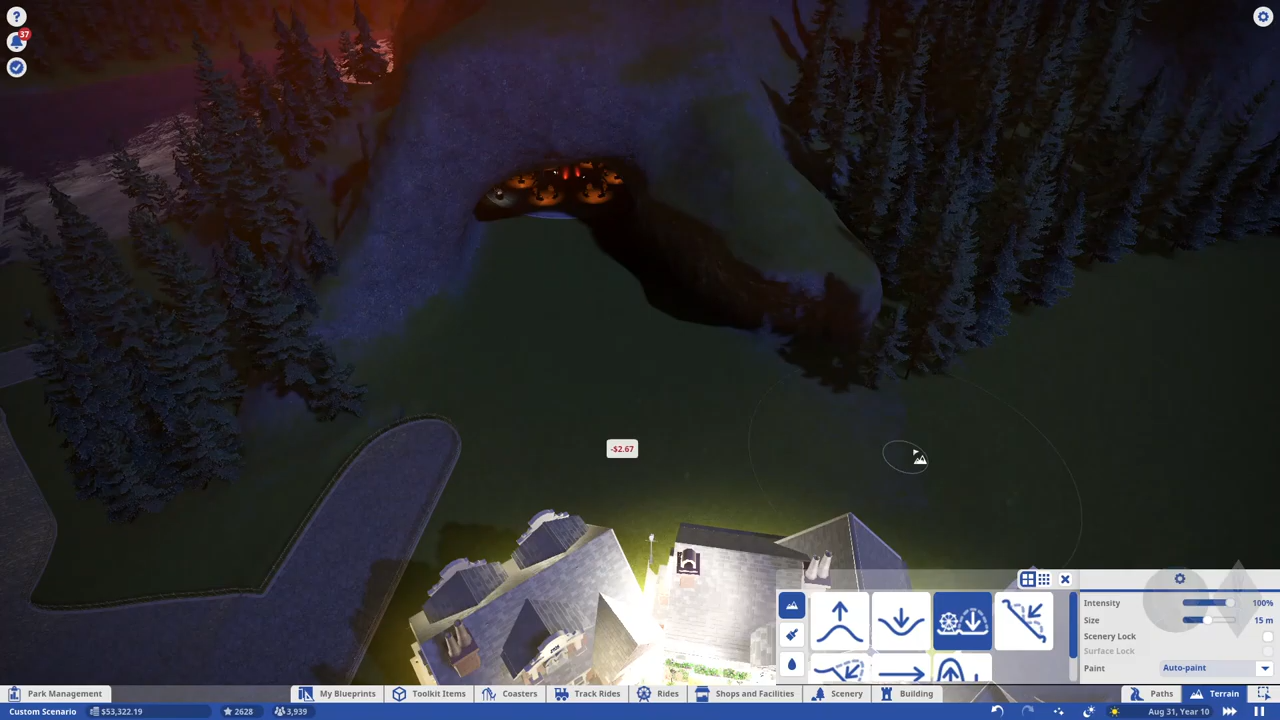 ?
37
-$2.67
Intensity 100%
Size 15 m
Scenery Lock
Surface Lock
Paint Auto-paint
Park Management My Blueprints Toolkit Items Coasters Track Rides Rides Shops and Facilities Scenery Building Paths Terrain
Custom Scenario $53,322.19 2628 3,939 Aug 31, Year 10